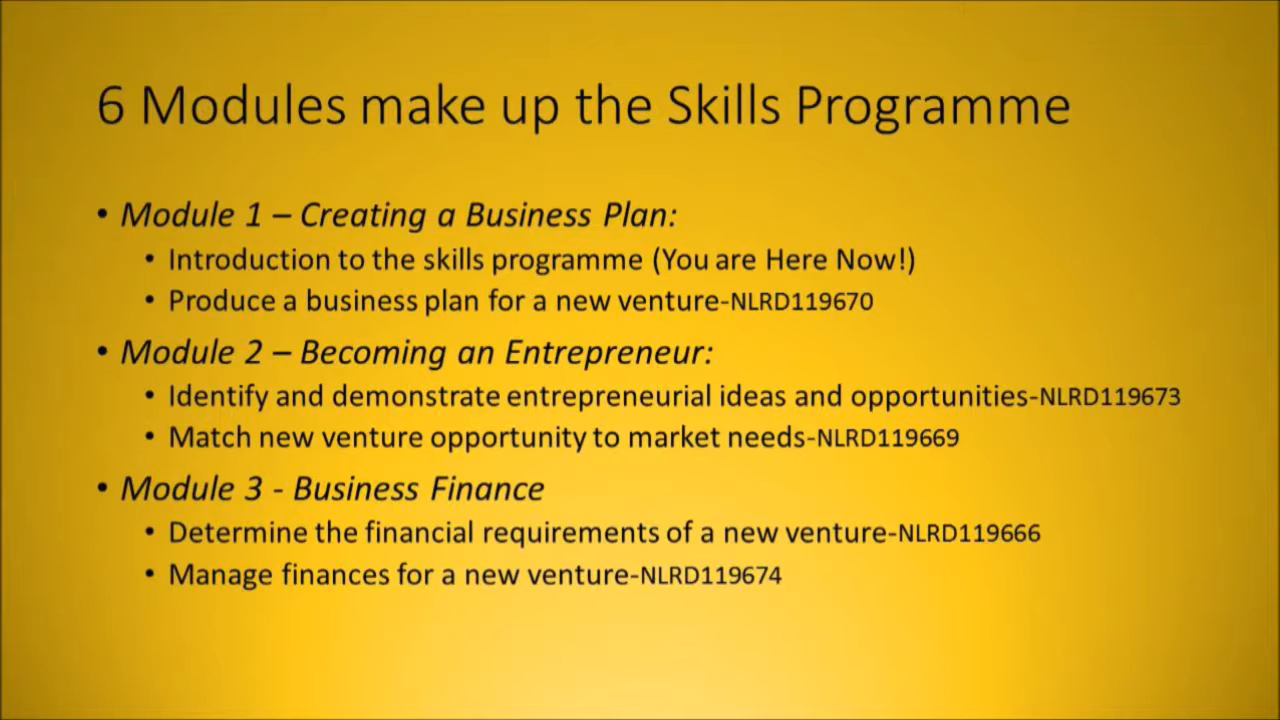 6 Modules make up the Skills Programme
• Module 1 – Creating a Business Plan:
• Introduction to the skills programme (You are Here Now!)
• Produce a business plan for a new venture-NLRD119670
• Module 2 – Becoming an Entrepreneur:
• Identify and demonstrate entrepreneurial ideas and opportunities-NLRD119673
• Match new venture opportunity to market needs-NLRD119669
• Module 3 - Business Finance
• Determine the financial requirements of a new venture-NLRD119666
• Manage finances for a new venture-NLRD119674